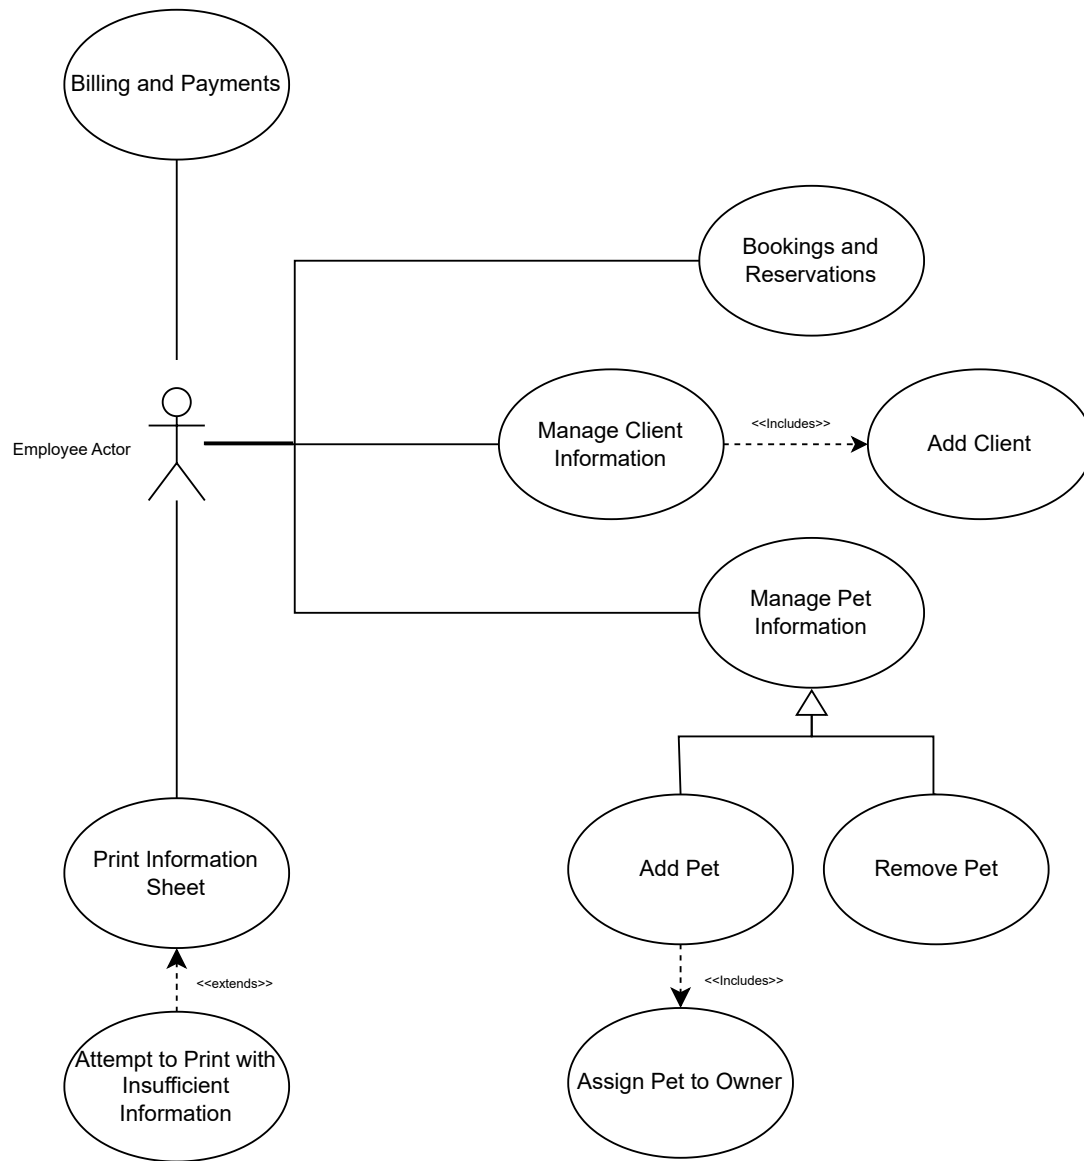 Billing and Payments
Bookings and
Reservations
Employee Actor
Manage Client
Information
<<Includes>>
Add Client
Manage Pet
Information
Print Information
Sheet
Add Pet
Remove Pet
<<extends>>
<<Includes>>
Attempt to Print with
Insufficient
Information
Assign Pet to Owner